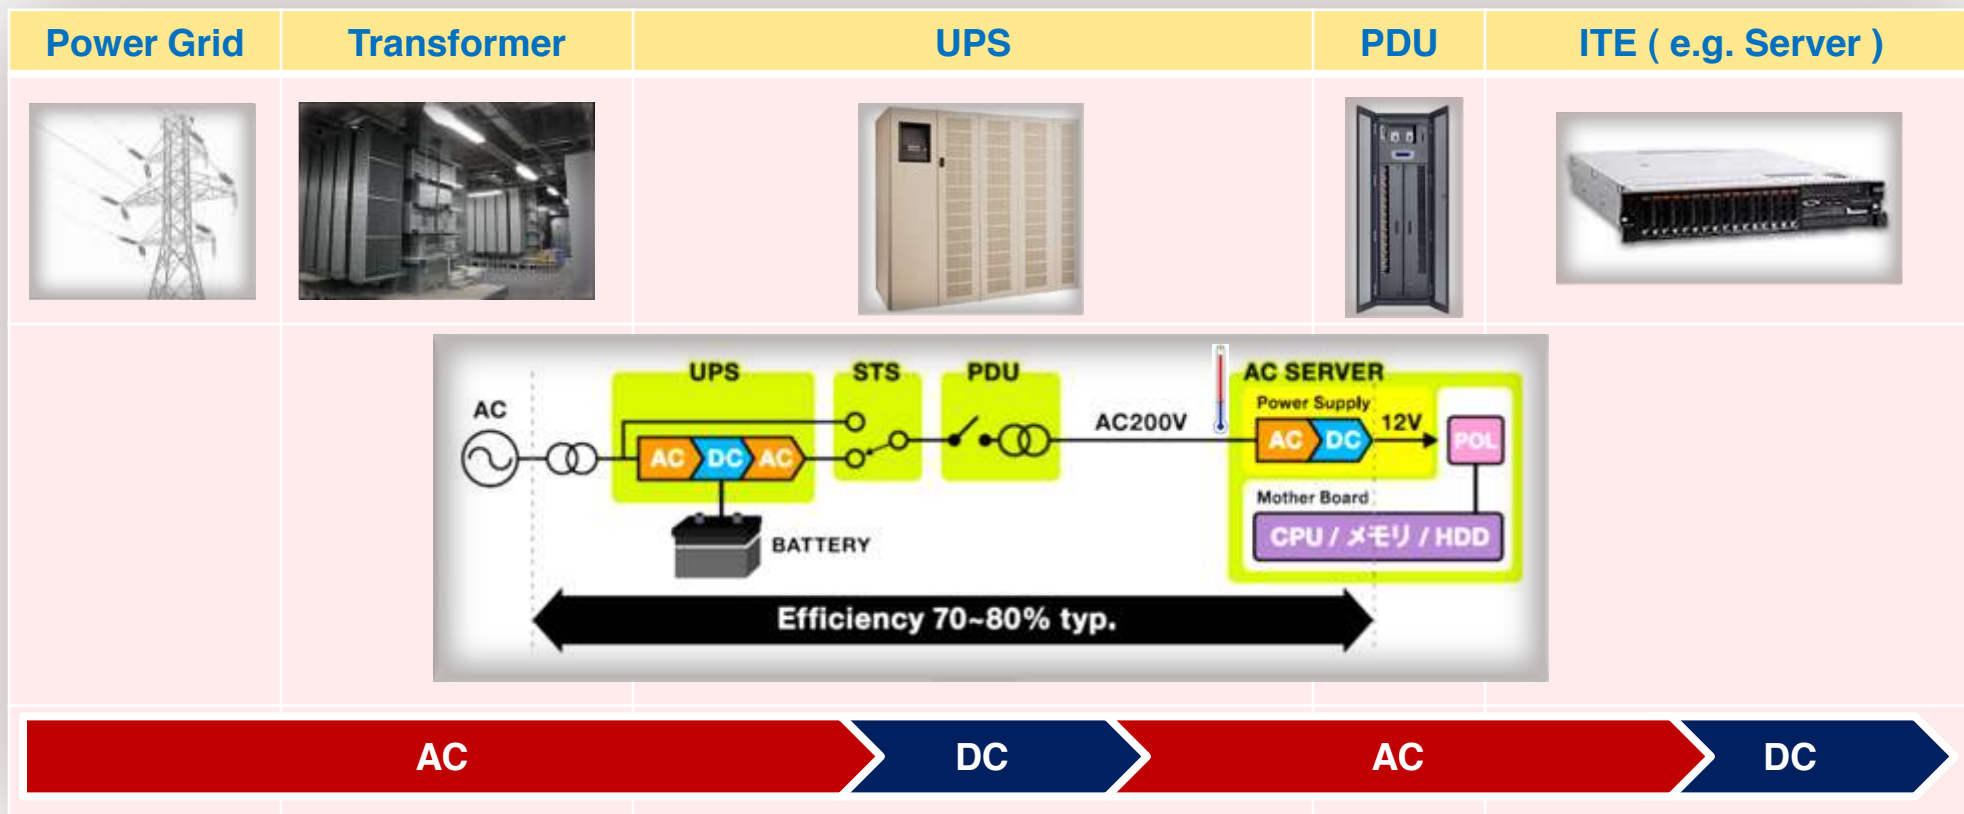 Power Grid
Transformer
UPS
PDU
ITE ( e.g. Server )
UPS
STS
PDU
AC SERVER
AC
Power Supply
AC200V
12V
AC
DC
AC
AC
DC
POL
Mother Board
BATTERY
CPU / メモリ / HDD
Efficiency 70~80% typ.
AC
DC
AC
DC